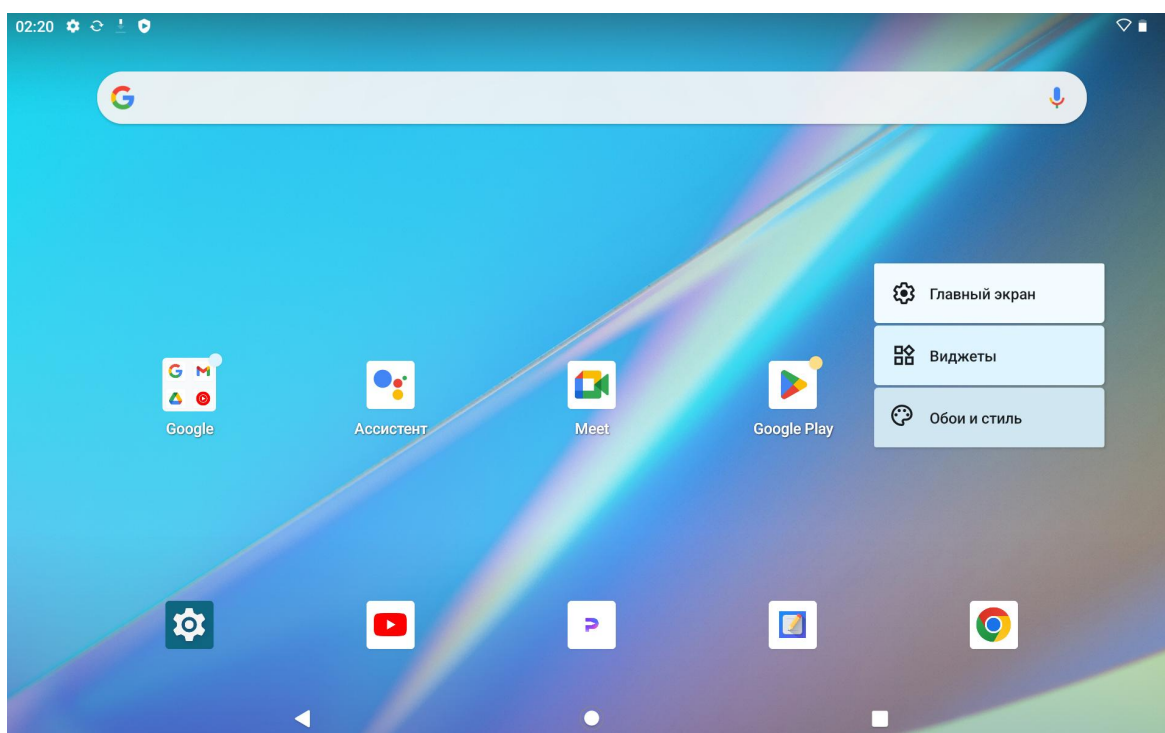 02:20
Главный экран
Виджеты
Обои и стиль
Google
Ассистент
Meet
Google Play